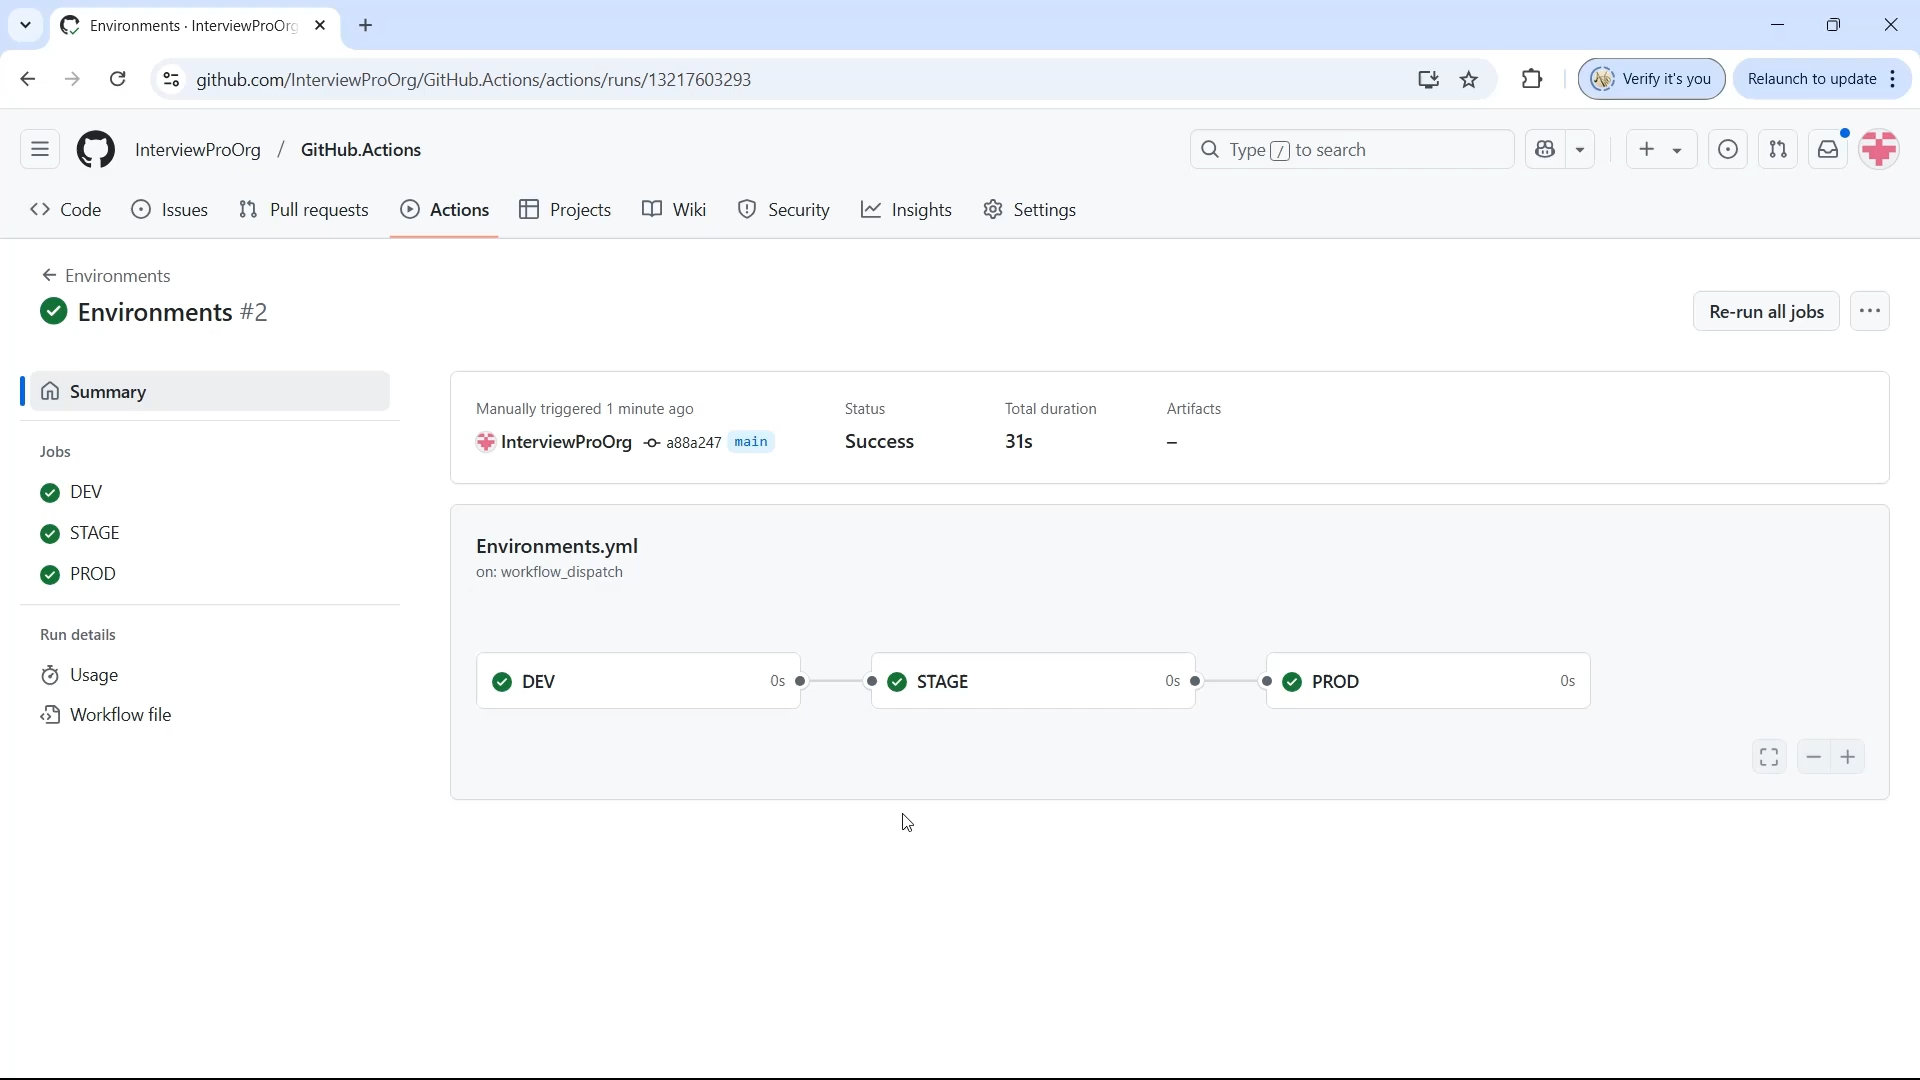 Environments · InterviewProOrg
github.com/InterviewProOrg/GitHub.Actions/actions/runs/13217603293
Verify it's you
Relaunch to update
InterviewProOrg / GitHub.Actions
Type / to search
Code
Issues
Pull requests
Actions
Projects
Wiki
Security
Insights
Settings
Environments
Environments #2
Re-run all jobs
Summary
Jobs
DEV
STAGE
PROD
Run details
Usage
Workflow file
Manually triggered 1 minute ago
InterviewProOrg a88a247 main
Status
Success
Total duration
31s
Artifacts
–
Environments.yml
on: workflow_dispatch
DEV 0s
STAGE 0s
PROD 0s